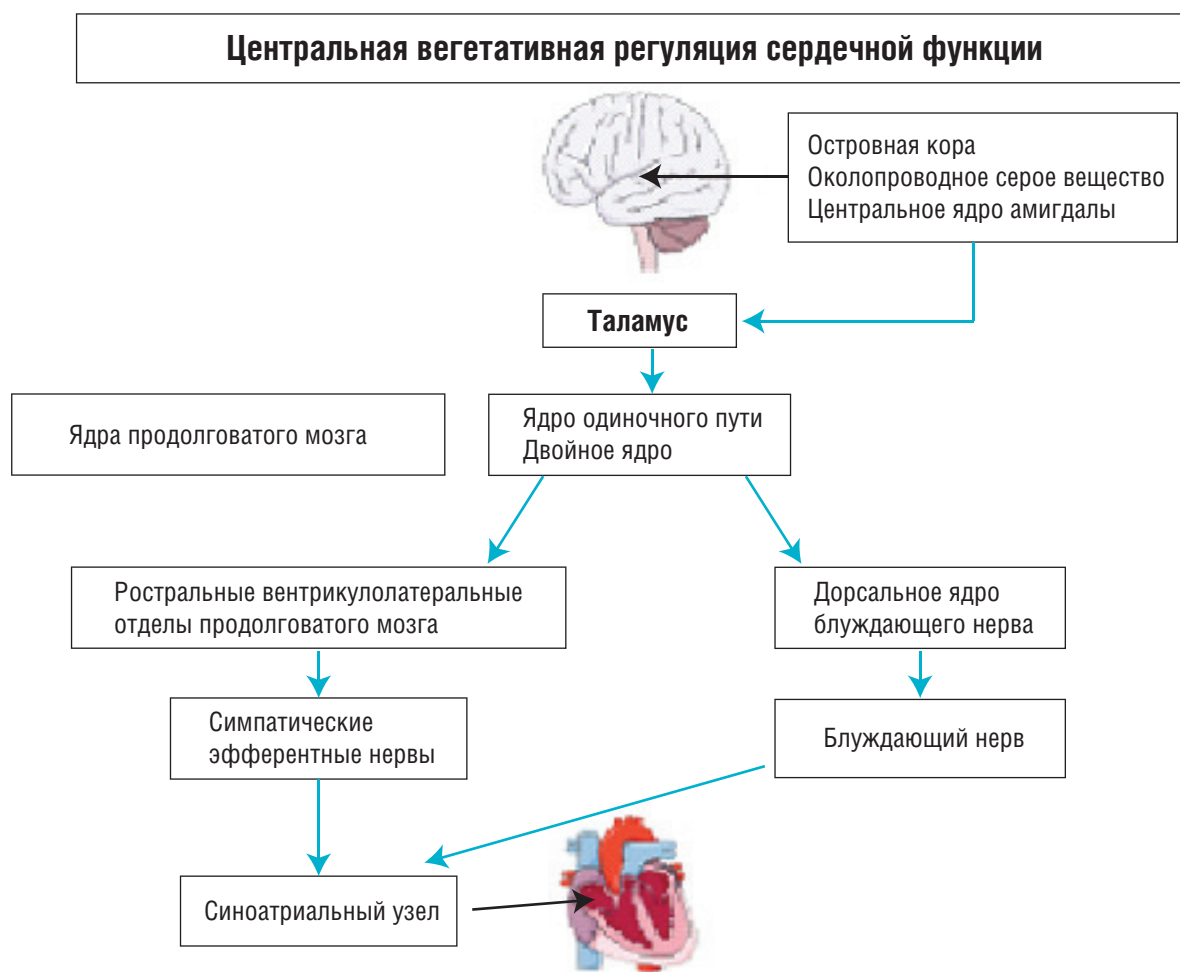 Центральная вегетативная регуляция сердечной функции
Островная кора
Околопроводное серое вещество
Центральное ядро амигдалы
Таламус
Ядра продолговатого мозга
Ядро одиночного пути
Двойное ядро
Ростральные вентрикулолатеральные
отделы продолговатого мозга
Дорсальное ядро
блуждающего нерва
Симпатические
эфферентные нервы
Блуждающий нерв
Синоатриальный узел